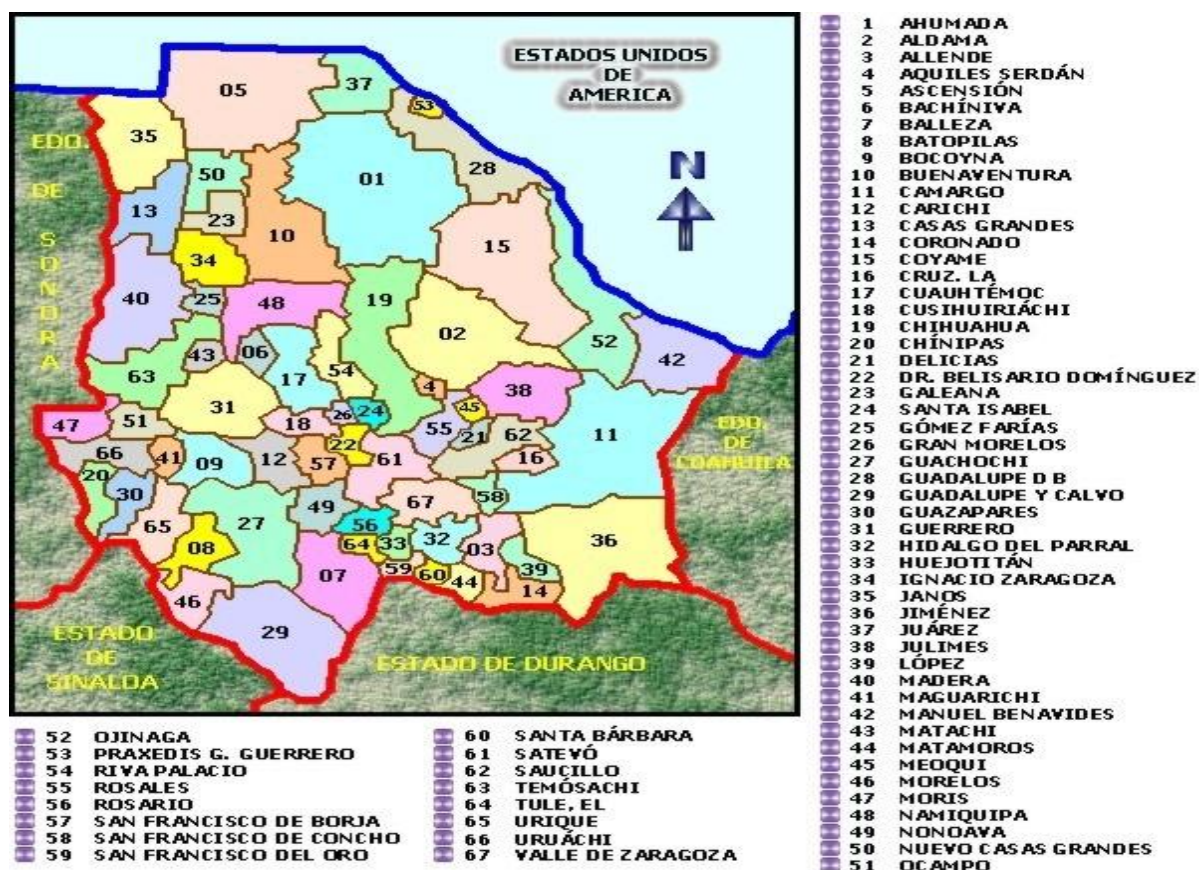 ESTADOS UNIDOS
DE
AMERICA
N
EDO.
DE
S
O
N
O
R
A
EDO.
DE
COAHUILA
ESTADO
DE
SINALOA
ESTADO DE DURANGO
05
37
53
35
28
50
01
13
23
10
15
34
40
25
48
19
02
52
43
06
42
17
54
63
4
38
31
26
24
45
47
51
18
55
21
62
11
22
66
41
09
12
57
61
16
20
30
49
58
67
65
27
56
08
64
33
32
03
36
07
59
60
44
39
14
46
29
1 AHUMADA
2 ALDAMA
3 ALLENDE
4 AQUILES SERDÁN
5 ASCENSIÓN
6 BACHÍNIVA
7 BALLEZA
8 BATOPILAS
9 BOCOYNA
10 BUENAVENTURA
11 CAMARGO
12 CARICHI
13 CASAS GRANDES
14 CORONADO
15 COYAME
16 CRUZ. LA
17 CUAUHTÉMOC
18 CUSIHUIRIÁCHI
19 CHIHUAHUA
20 CHÍNIPAS
21 DELICIAS
22 DR. BELISARIO DOMÍNGUEZ
23 GALEANA
24 SANTA ISABEL
25 GÓMEZ FARÍAS
26 GRAN MORELOS
27 GUACHOCHI
28 GUADALUPE D B
29 GUADALUPE Y CALVO
30 GUAZAPARES
31 GUERRERO
32 HIDALGO DEL PARRAL
33 HUEJOTITÁN
34 IGNACIO ZARAGOZA
35 JANOS
36 JIMÉNEZ
37 JUÁREZ
38 JULIMES
39 LÓPEZ
40 MADERA
41 MAGUARICHI
42 MANUEL BENAVIDES
43 MATACHI
44 MATAMOROS
45 MEOQUI
46 MORELOS
47 MORIS
48 NAMIQUIPA
49 NONOAVA
50 NUEVO CASAS GRANDES
51 OCAMPO
52 OJINAGA
53 PRAXEDIS G. GUERRERO
54 RIVA PALACIO
55 ROSALES
56 ROSARIO
57 SAN FRANCISCO DE BORJA
58 SAN FRANCISCO DE CONCHO
59 SAN FRANCISCO DEL ORO
60 SANTA BÁRBARA
61 SATEVÓ
62 SAUCILLO
63 TEMÓSACHI
64 TULE, EL
65 URIQUE
66 URUÁCHI
67 VALLE DE ZARAGOZA